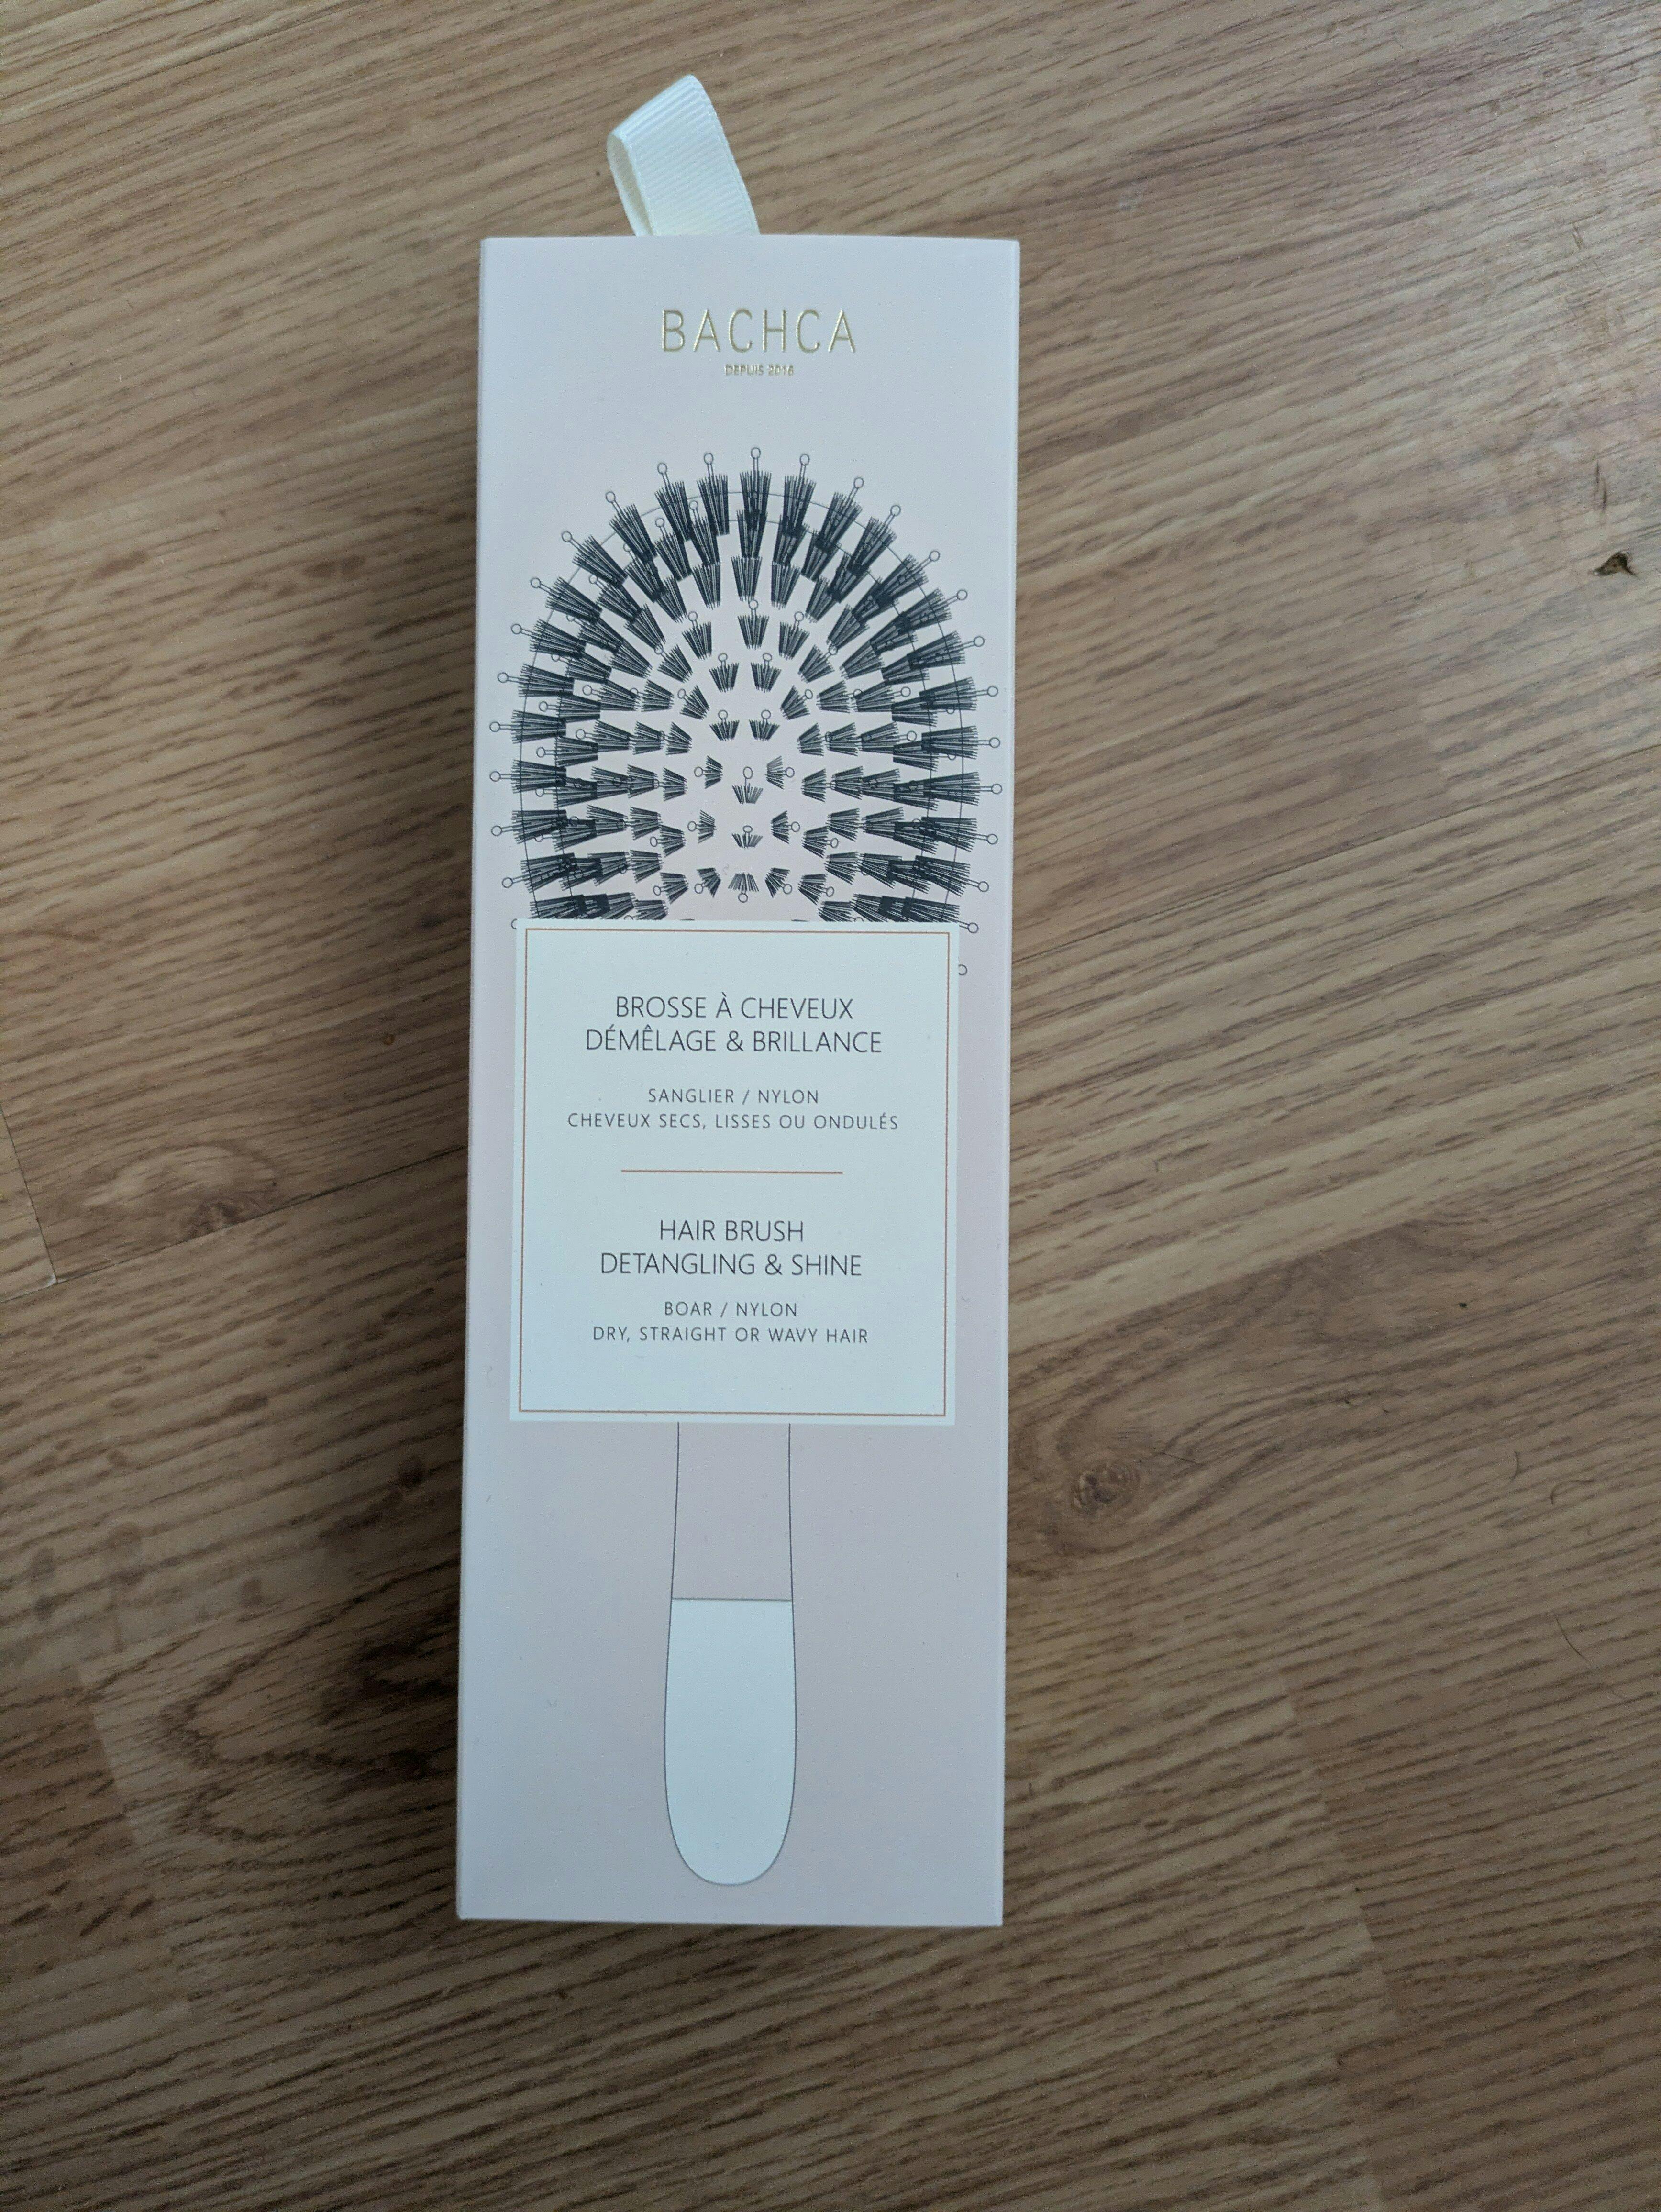 BACHCA
DEPUIS 2016
BROSSE À CHEVEUX
DÉMÊLAGE & BRILLANCE
SANGLIER / NYLON
CHEVEUX SECS, LISSES OU ONDULÉS
HAIR BRUSH
DETANGLING & SHINE
BOAR / NYLON
DRY, STRAIGHT OR WAVY HAIR